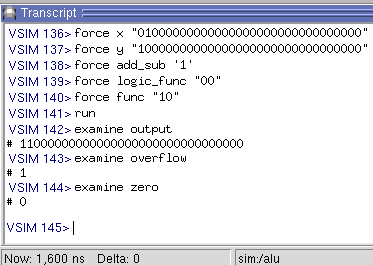 Transcript
VSIM 136> force x "01000000000000000000000000000000"
VSIM 137> force y "10000000000000000000000000000000"
VSIM 138> force add_sub '1'
VSIM 139> force logic_func "00"
VSIM 140> force func "10"
VSIM 141> run
VSIM 142> examine output
# 11000000000000000000000000000000
VSIM 143> examine overflow
# 1
VSIM 144> examine zero
# 0
VSIM 145>
Now: 1,600 ns Delta: 0 sim:/alu